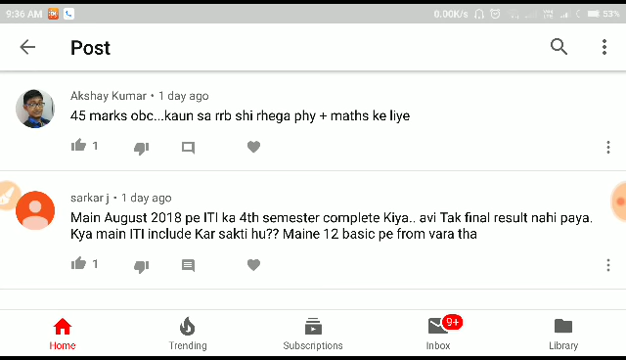 9:36 AM
0.00K/s
53%
Post
Akshay Kumar • 1 day ago
45 marks obc...kaun sa rrb shi rhega phy + maths ke liye
1
sarkar j • 1 day ago
Main August 2018 pe ITI ka 4th semester complete Kiya.. avi Tak final result nahi paya.
Kya main ITI include Kar sakti hu?? Maine 12 basic pe from vara tha
1
9+
Home Trending Subscriptions Inbox Library